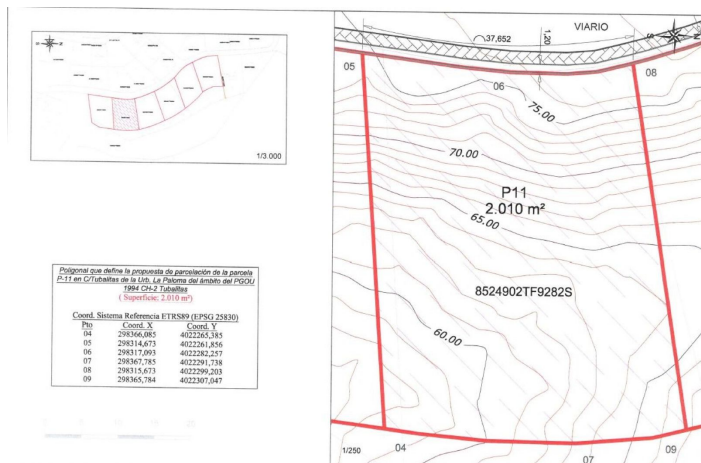 1/3.000
Poligonal que define la propuesta de parcelación de la parcela
P-11 en C/Tubalitas de la Urb. La Paloma del ámbito del PGOU
1994 CH-2 Tubalitas
( Superficie: 2.010 m²)
Coord. Sistema Referencia ETRS89 (EPSG 25830)
Pto Coord. X Coord. Y
04 298366,085 4022265,385
05 298314,673 4022261,856
06 298317,093 4022282,257
07 298367,785 4022291,738
08 298315,673 4022299,203
09 298365,784 4022307,047
VIARIO
37,652
1,20
S
N
05
06
08
75.00
70.00
P11
2.010 m²
65.00
8524902TF9282S
60.00
1/250
04
07
09